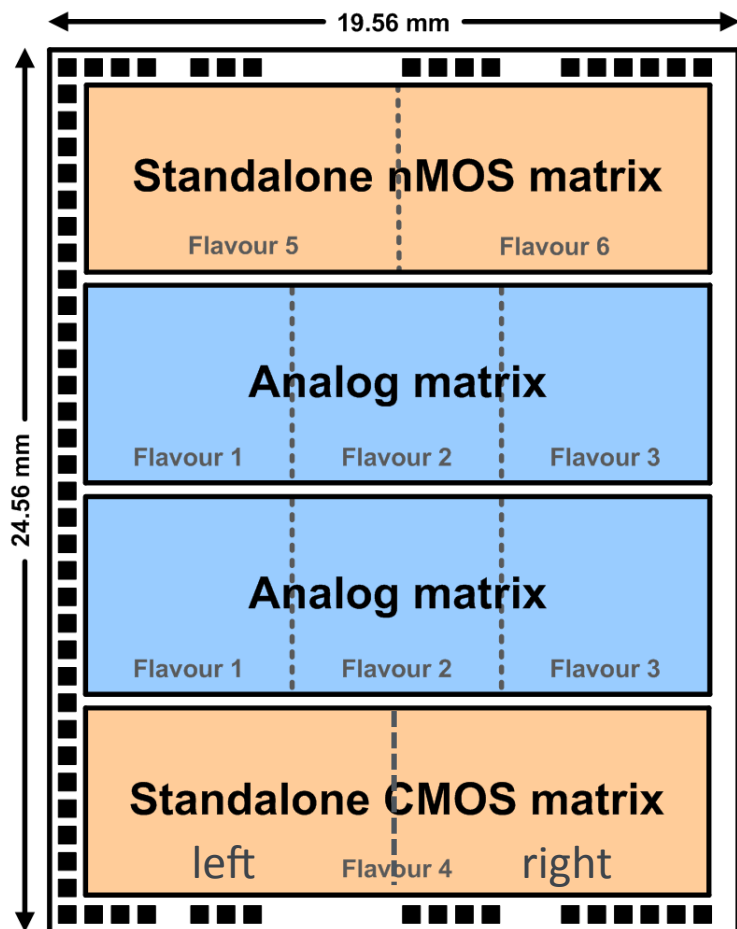 19.56 mm
24.56 mm
Standalone nMOS matrix
Flavour 5 Flavour 6
Analog matrix
Flavour 1 Flavour 2 Flavour 3
Analog matrix
Flavour 1 Flavour 2 Flavour 3
Standalone CMOS matrix
left Flavour 4 right